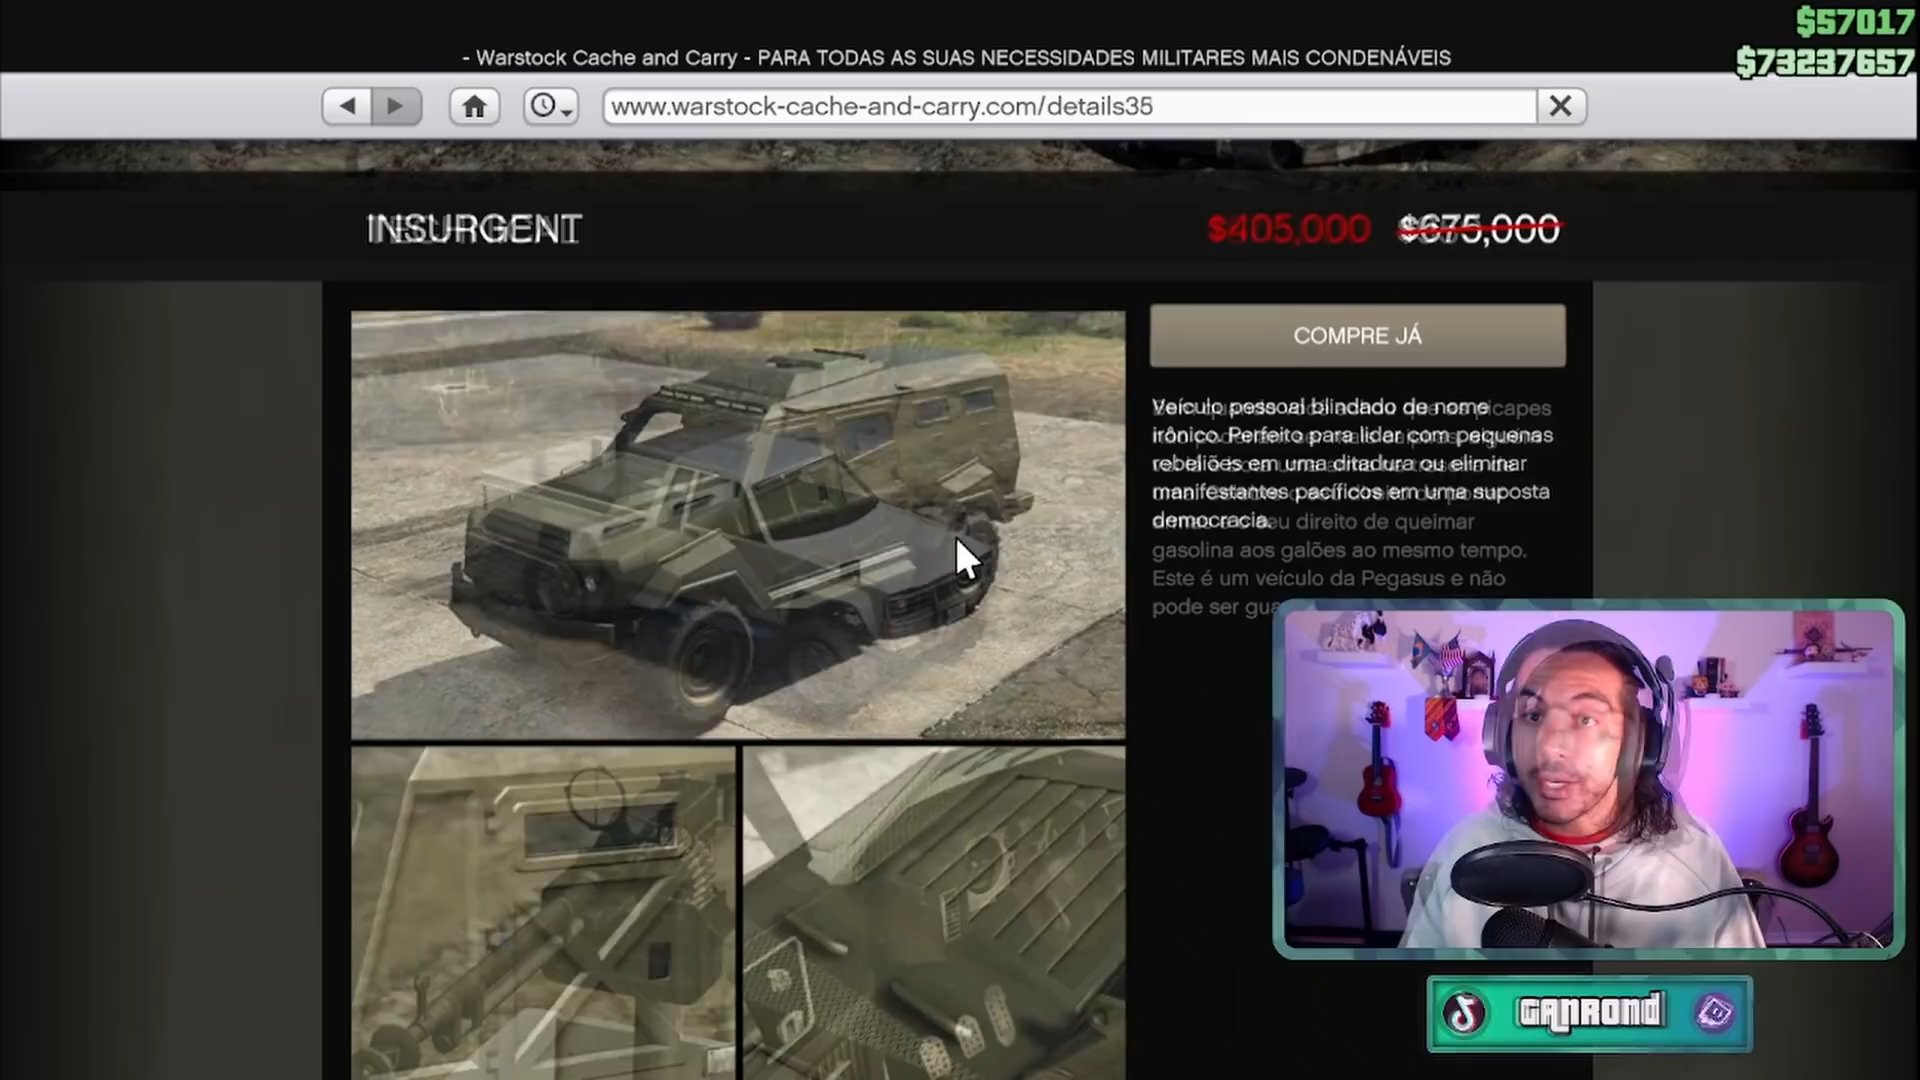 $57017
- Warstock Cache and Carry - PARA TODAS AS SUAS NECESSIDADES MILITARES MAIS CONDENÁVEIS
$73237657
www.warstock-cache-and-carry.com/details35
INSURGENT
$405,000 $675,000
COMPRE JÁ
Veículo pessoal blindado de nome
irônico. Perfeito para lidar com pequenas
rebeliões em uma ditadura ou eliminar
manifestantes pacíficos em uma suposta
democracia.
eu direito de queimar
gasolina aos galões ao mesmo tempo.
Este é um veículo da Pegasus e não
pode ser
GANROND